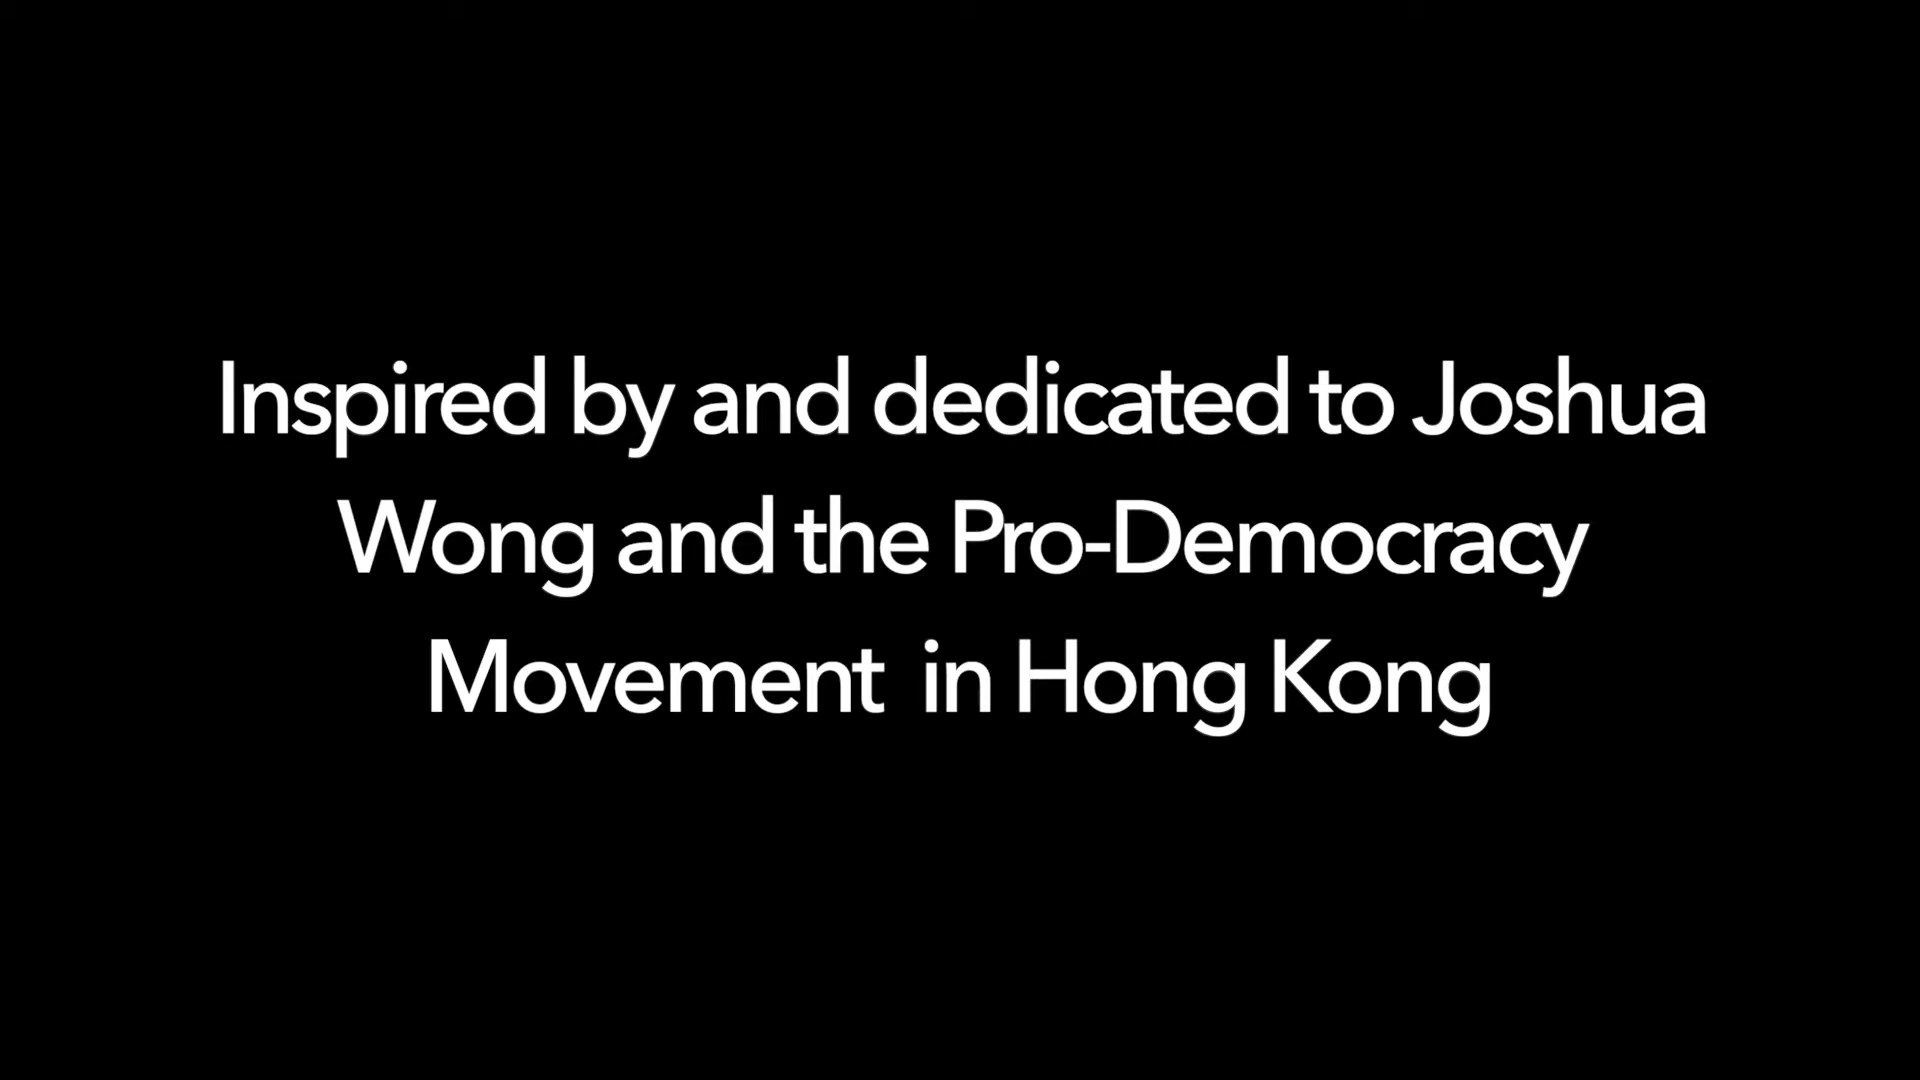 Inspired by and dedicated to Joshua
Wong and the Pro-Democracy
Movement  in Hong Kong